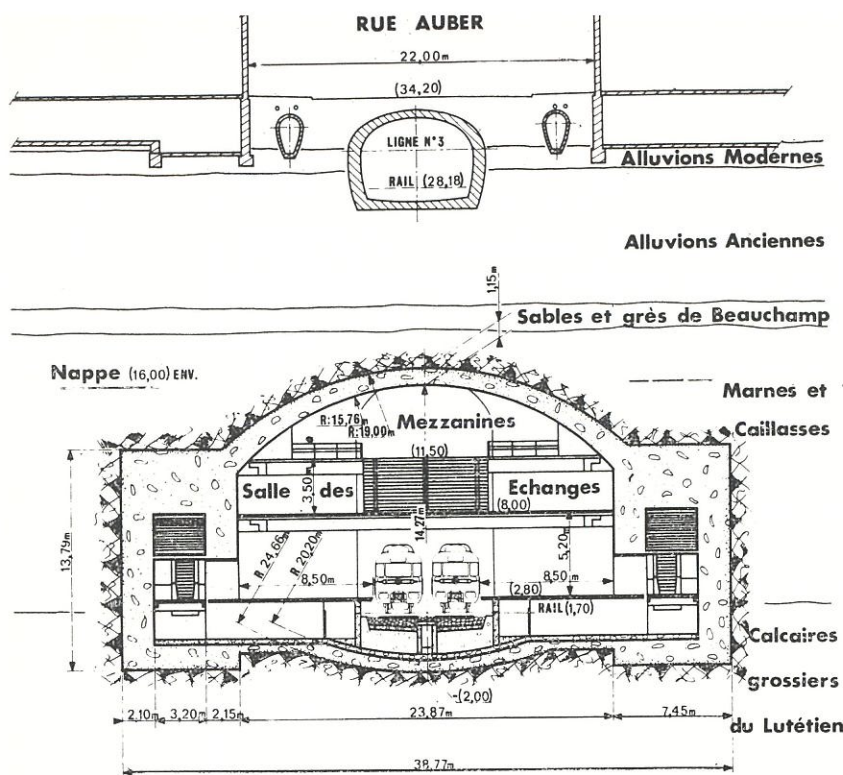 RUE AUBER
22,00m
(34,20)
LIGNE N°3
RAIL (28,18)
Alluvions Modernes
Alluvions Anciennes
1,15m
Sables et grès de Beauchamp
Nappe (16,00) ENV.
Marnes et
Caillasses
R:15,76m
R:19,00m
Mezzanines
(11,50)
3,50m
Salle des Echanges
(8,00)
14,27m
13,79m
R 24,66m
R 20,20m
5,20m
8,50m
8,50m
(2,80)
RAIL (1,70)
Calcaires
grossiers
du Lutétien
-(2,00)
2,10m
3,20m
2,15m
23,87m
7,45m
38,77m